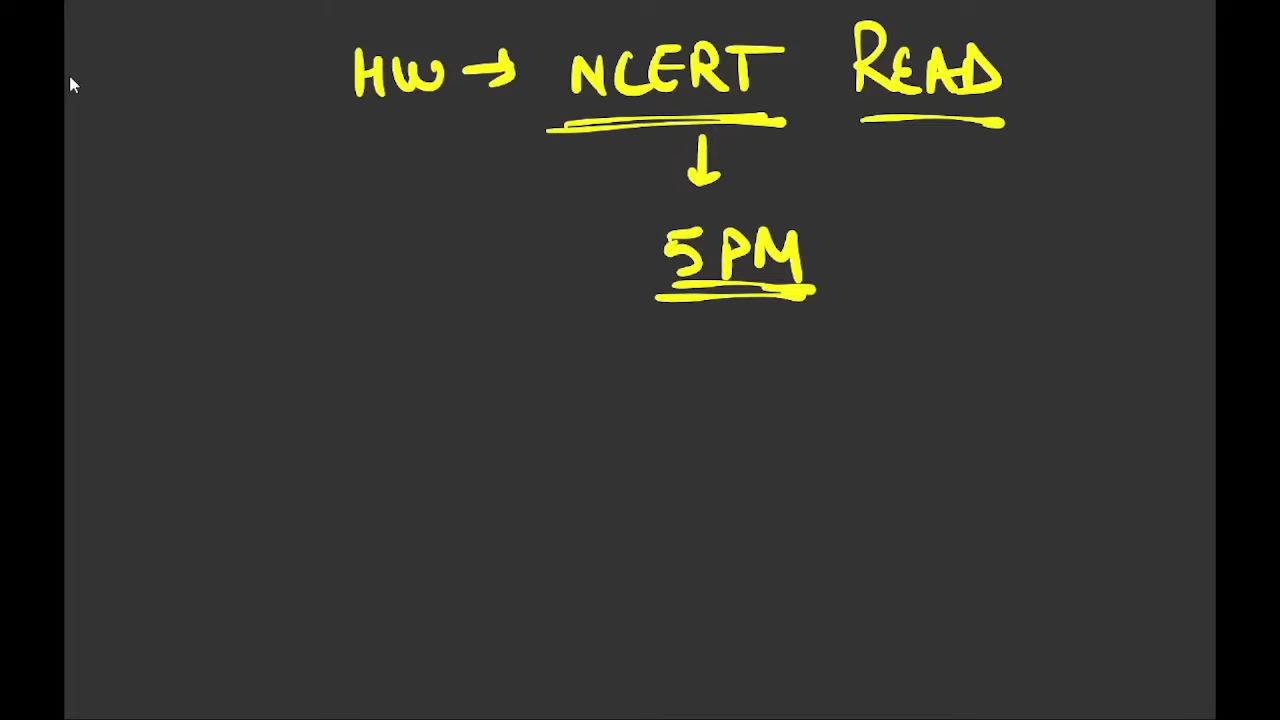 HW → NCERT READ
↓
5 PM